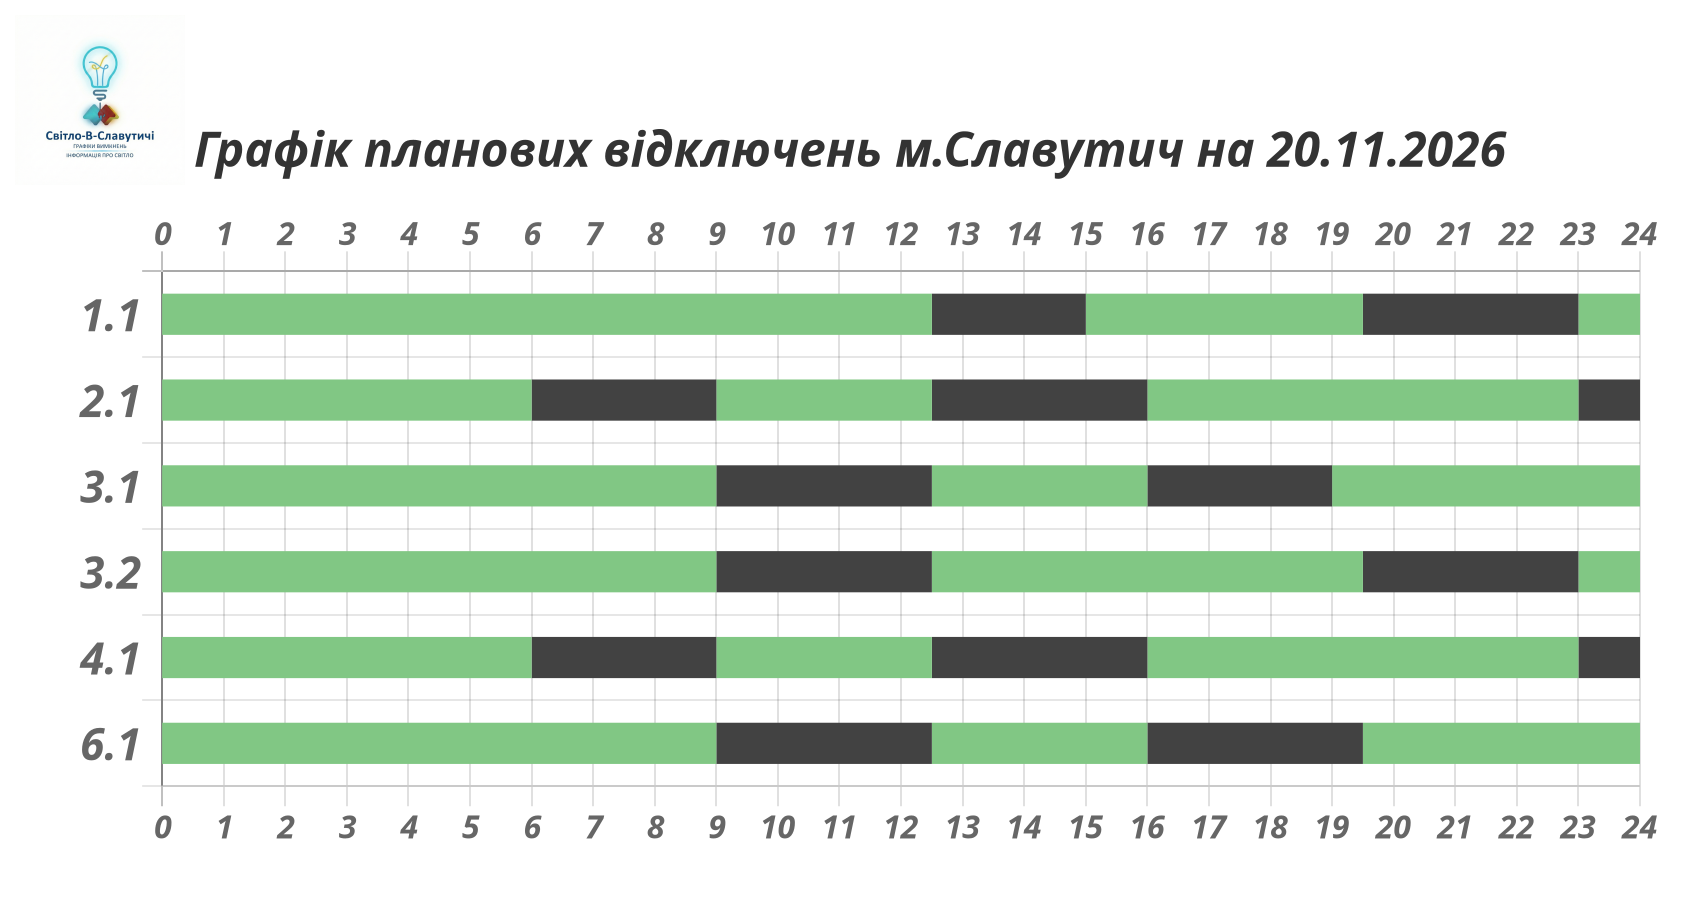 Світло-В-Славутичі
ГРАФІКИ ВИМКНЕНЬ
ІНФОРМАЦІЯ ПРО СВІТЛО
Графік планових відключень м.Славутич на 20.11.2026
0 1 2 3 4 5 6 7 8 9 10 11 12 13 14 15 16 17 18 19 20 21 22 23 24
1.1
2.1
3.1
3.2
4.1
6.1
0 1 2 3 4 5 6 7 8 9 10 11 12 13 14 15 16 17 18 19 20 21 22 23 24